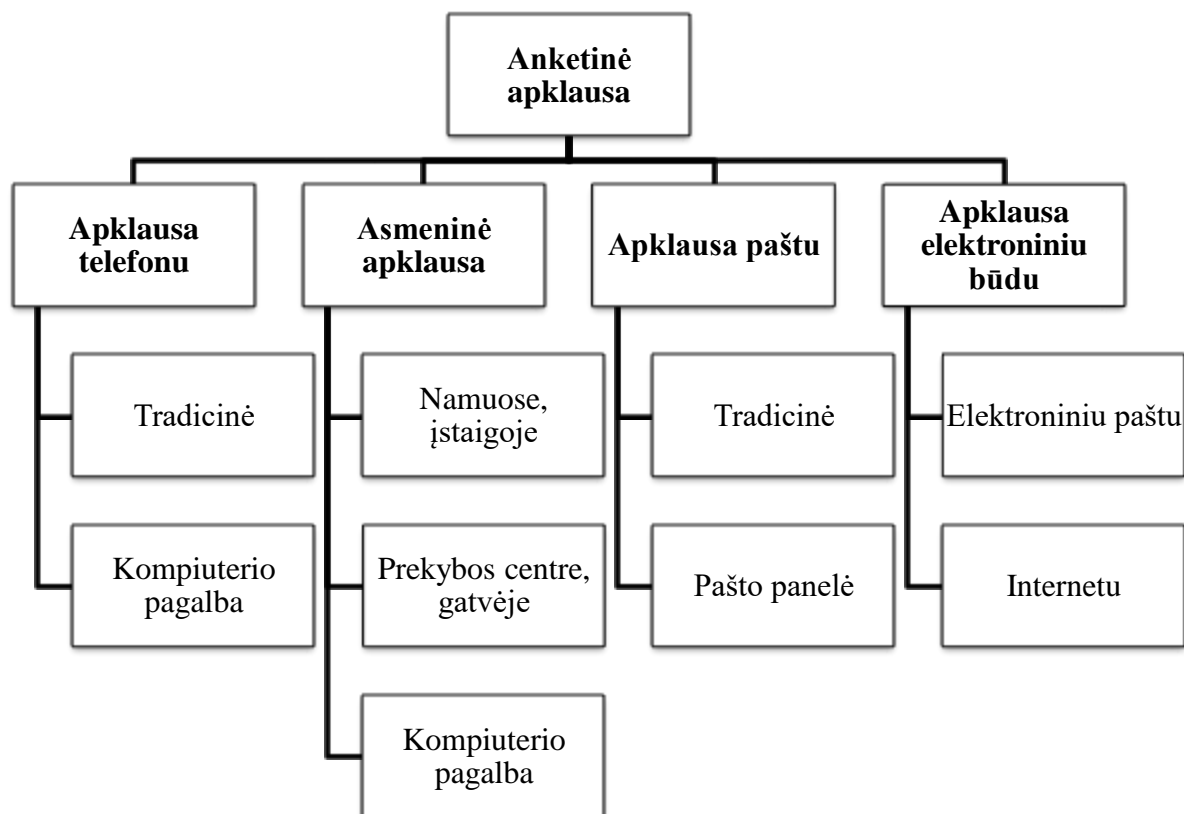 Anketinė
apklausa
Apklausa
telefonu
Asmeninė
apklausa
Apklausa paštu
Apklausa
elektroniniu
būdu
Tradicinė
Namuose,
įstaigoje
Tradicinė
Elektroniniu paštu
Kompiuterio
pagalba
Prekybos centre,
gatvėje
Pašto panelė
Internetu
Kompiuterio
pagalba